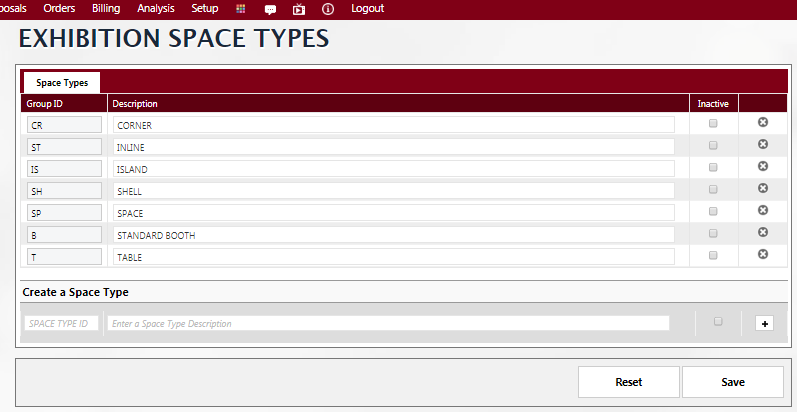 posals Orders Billing Analysis Setup Logout
EXHIBITION SPACE TYPES
Space Types
Group ID Description Inactive
CR CORNER
ST INLINE
IS ISLAND
SH SHELL
SP SPACE
B STANDARD BOOTH
T TABLE
Create a Space Type
SPACE TYPE ID Enter a Space Type Description
Reset Save